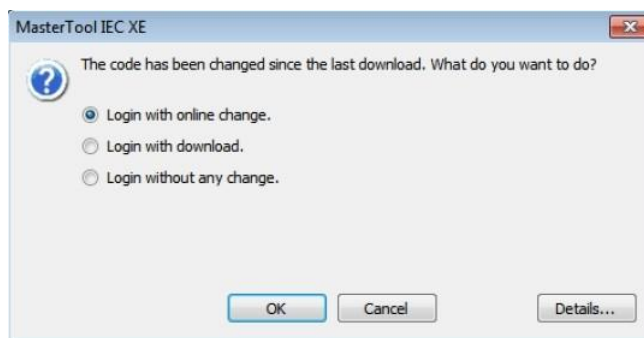 MasterTool IEC XE
The code has been changed since the last download. What do you want to do?
Login with online change.
Login with download.
Login without any change.
OK Cancel Details...